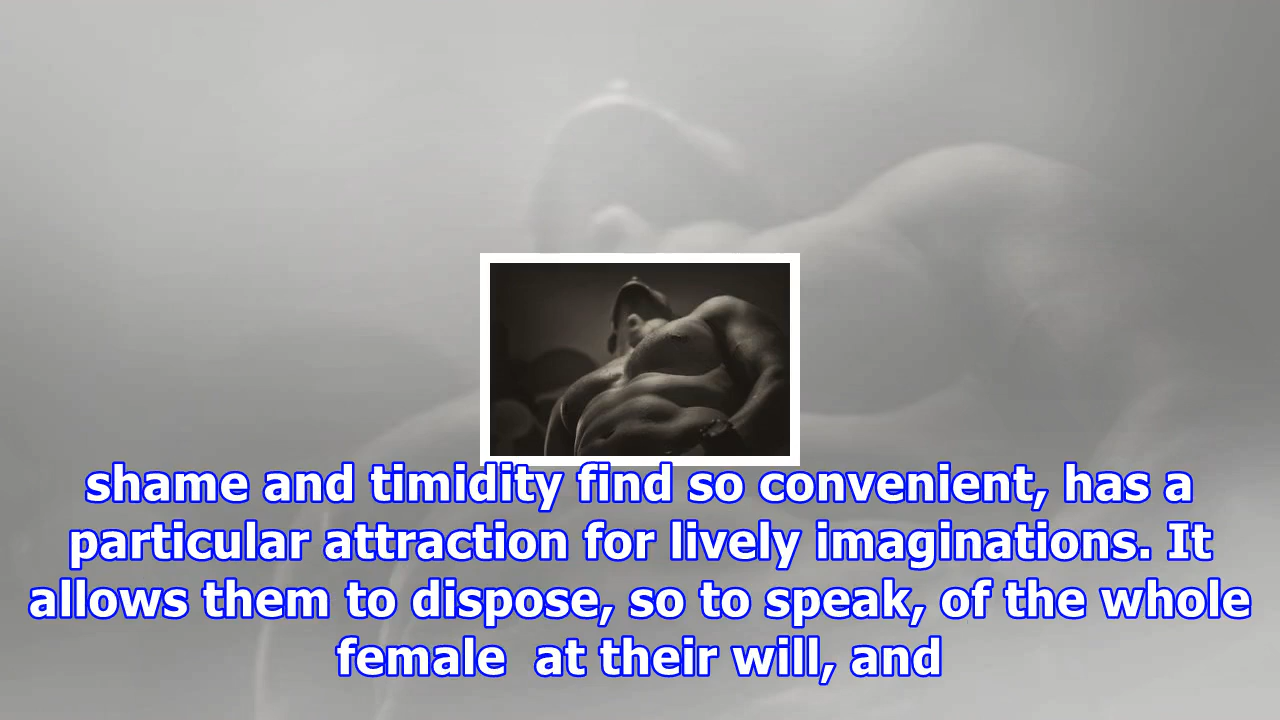 shame and timidity find so convenient, has a
particular attraction for lively imaginations. It
allows them to dispose, so to speak, of the whole
female  at their will, and